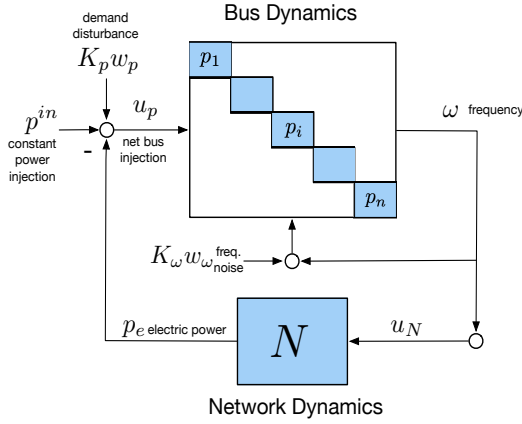 Bus Dynamics
demand
disturbance
K_p w_p
p_1
u_p
p^{in}
ω frequency
-
constant
power
injection
net bus
injection
p_i
p_n
K_ω w_ω freq.
noise
p_e electric power
N
u_N
Network Dynamics